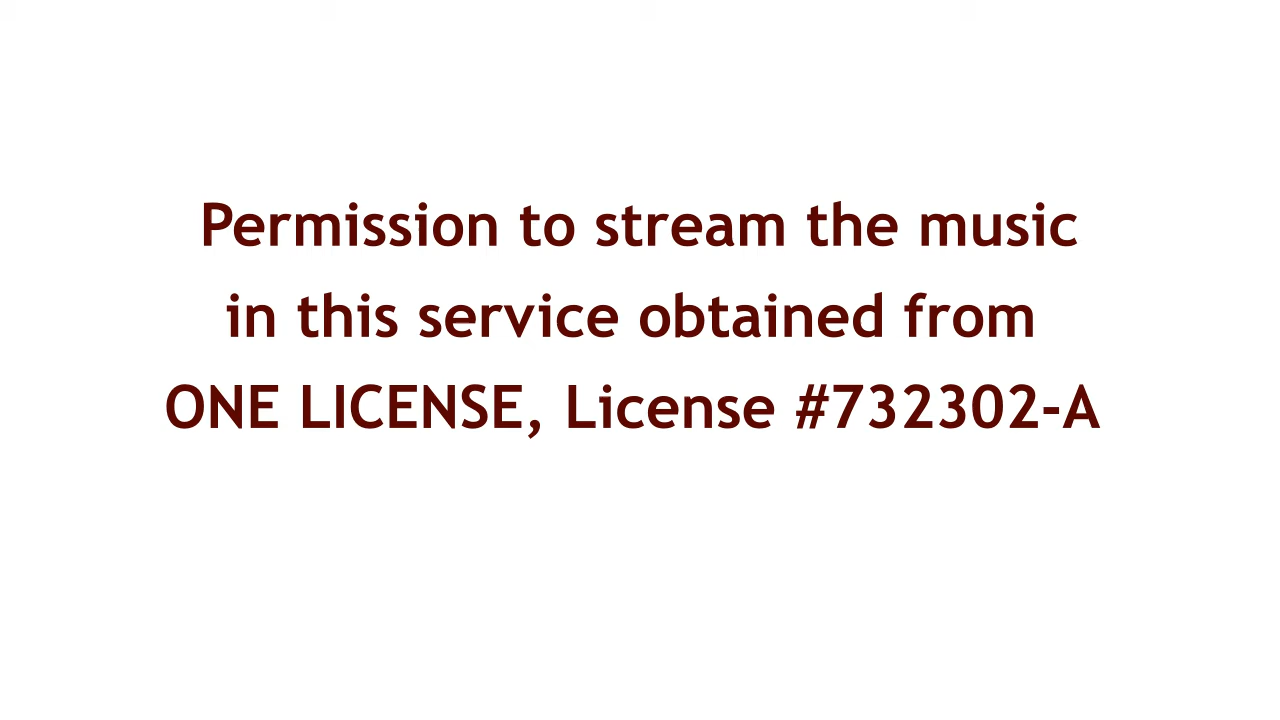 Permission to stream the music
in this service obtained from
ONE LICENSE, License #732302-A